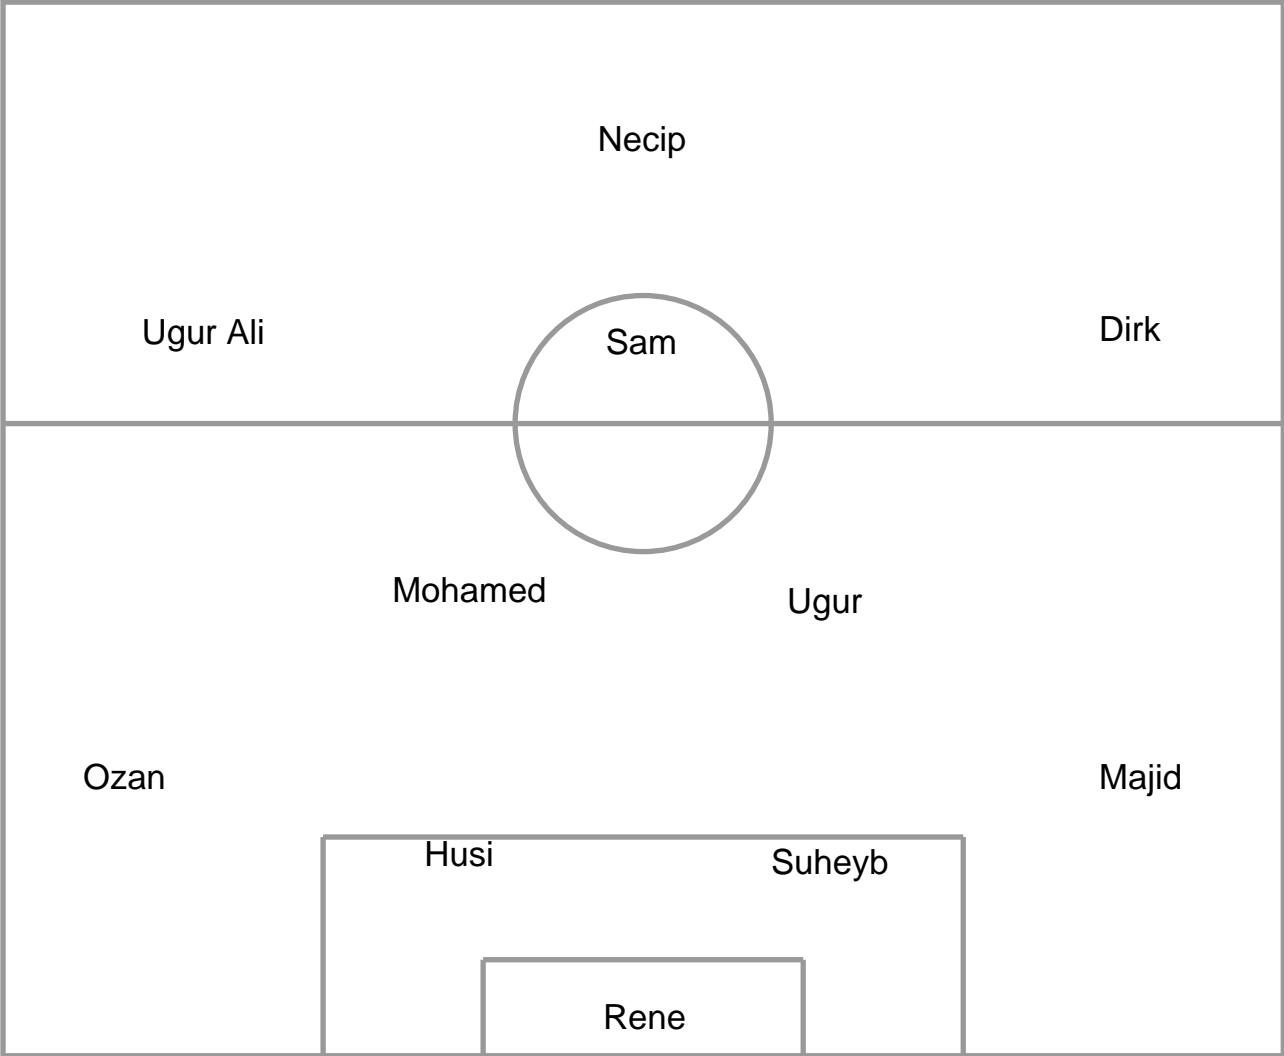 Necip
Ugur Ali
Sam
Dirk
Mohamed
Ugur
Ozan
Majid
Husi
Suheyb
Rene